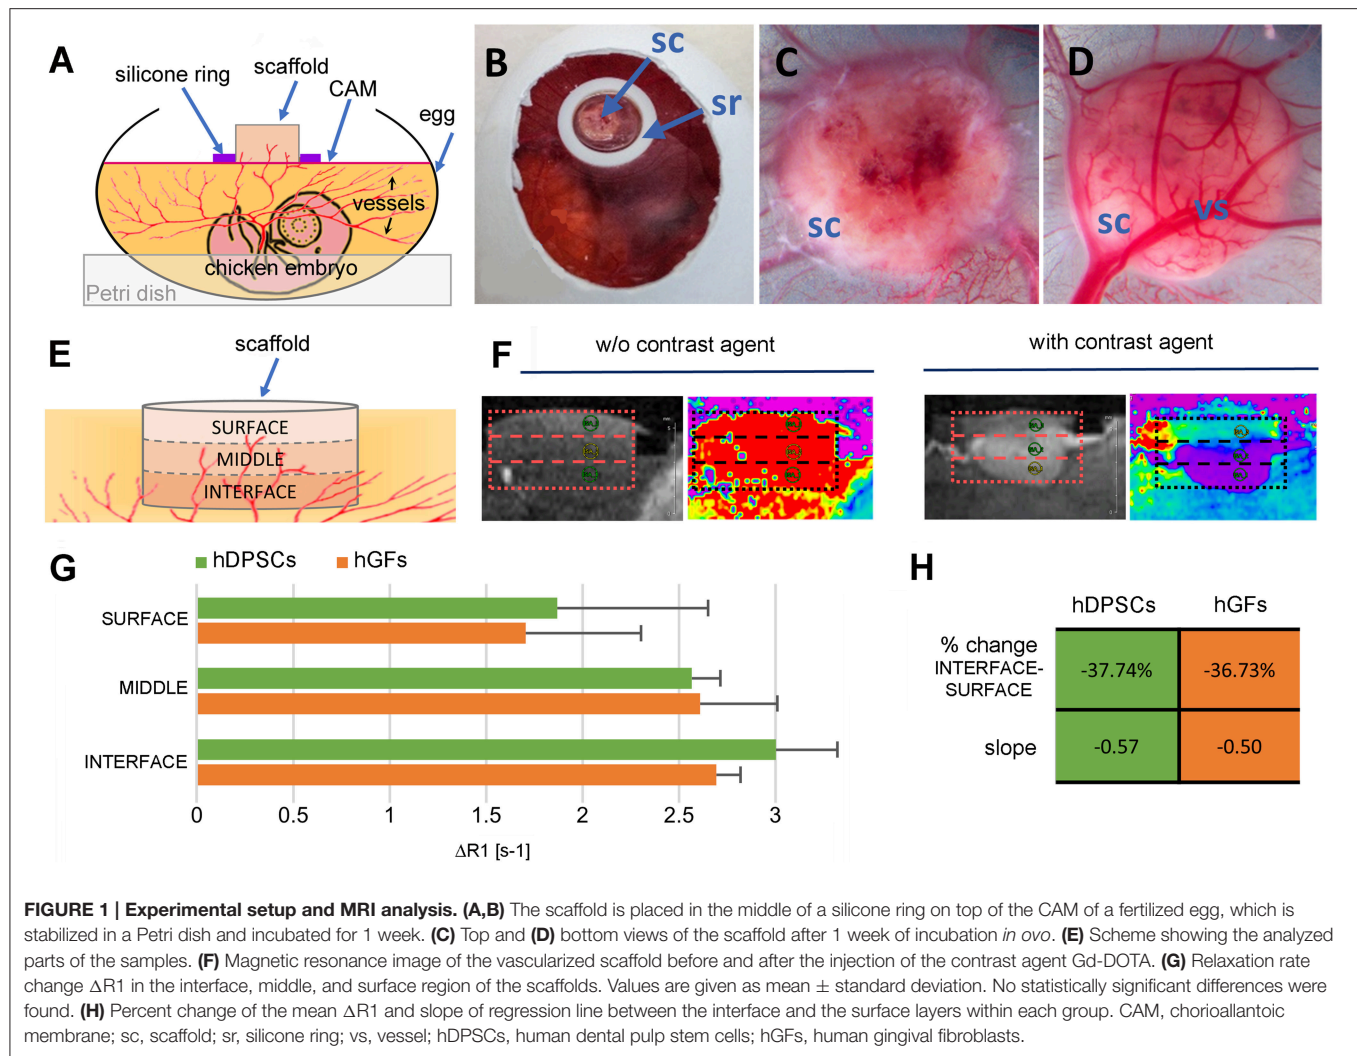 A
silicone ring
scaffold
CAM
egg
vessels
chicken embryo
Petri dish
B
sc
sr
C
sc
D
sc
vs
E
scaffold
SURFACE
MIDDLE
INTERFACE
F
w/o contrast agent
with contrast agent
G
hDPSCs
hGFs
SURFACE
MIDDLE
INTERFACE
0 0.5 1 1.5 2 2.5 3
ΔR1 [s-1]
H
hDPSCs hGFs
% change
INTERFACE-
SURFACE
-37.74% -36.73%
slope -0.57 -0.50
FIGURE 1 | Experimental setup and MRI analysis. (A,B) The scaffold is placed in the middle of a silicone ring on top of the CAM of a fertilized egg, which is
stabilized in a Petri dish and incubated for 1 week. (C) Top and (D) bottom views of the scaffold after 1 week of incubation in ovo. (E) Scheme showing the analyzed
parts of the samples. (F) Magnetic resonance image of the vascularized scaffold before and after the injection of the contrast agent Gd-DOTA. (G) Relaxation rate
change ΔR1 in the interface, middle, and surface region of the scaffolds. Values are given as mean ± standard deviation. No statistically significant differences were
found. (H) Percent change of the mean ΔR1 and slope of regression line between the interface and the surface layers within each group. CAM, chorioallantoic
membrane; sc, scaffold; sr, silicone ring; vs, vessel; hDPSCs, human dental pulp stem cells; hGFs, human gingival fibroblasts.